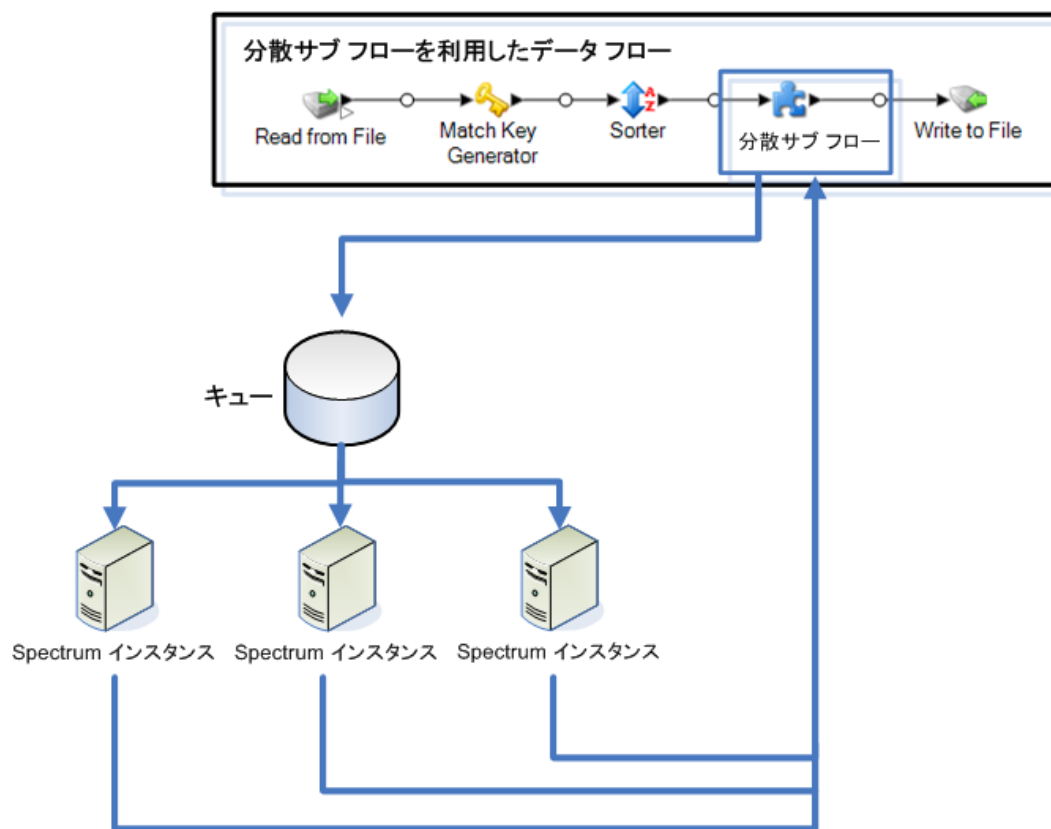 分散サブ フローを利用したデータ フロー
Read from File
Match Key
Generator
Sorter
分散サブ フロー
Write to File
キュー
Spectrum インスタンス
Spectrum インスタンス
Spectrum インスタンス